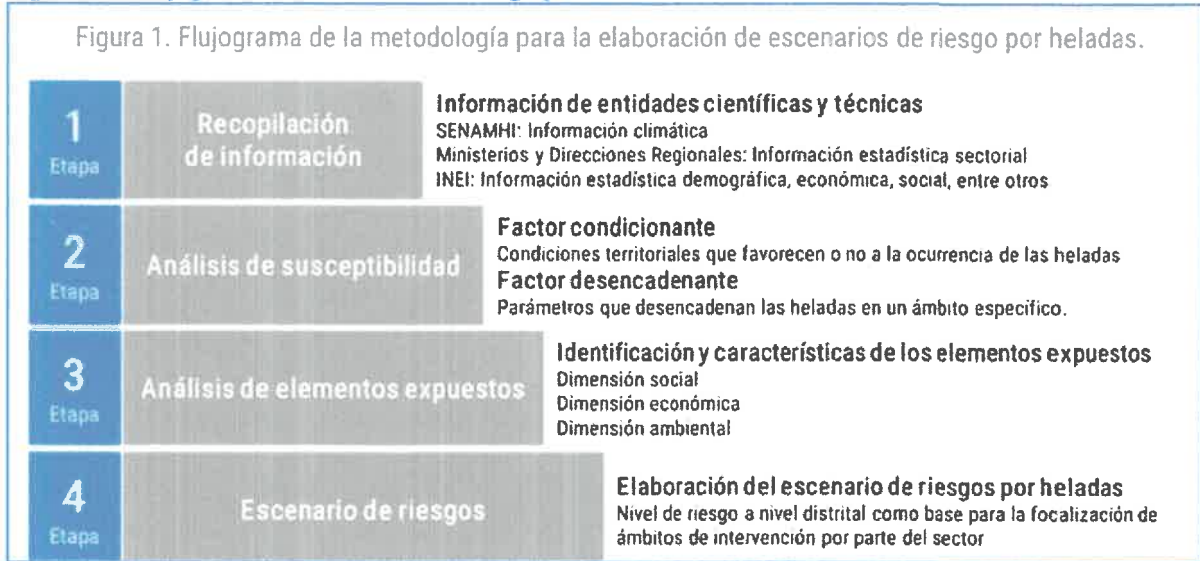 Figura 1. Flujograma de la metodología para la elaboración de escenarios de riesgo por heladas.
1
Etapa
Recopilación
de información
Información de entidades científicas y técnicas
SENAMHI: Información climática
Ministerios y Direcciones Regionales: Información estadística sectorial
INEI: Información estadística demográfica, económica, social, entre otros
2
Etapa
Análisis de susceptibilidad
Factor condicionante
Condiciones territoriales que favorecen o no a la ocurrencia de las heladas
Factor desencadenante
Parámetros que desencadenan las heladas en un ámbito específico.
3
Etapa
Análisis de elementos expuestos
Identificación y características de los elementos expuestos
Dimensión social
Dimensión económica
Dimensión ambiental
4
Etapa
Escenario de riesgos
Elaboración del escenario de riesgos por heladas
Nivel de riesgo a nivel distrital como base para la focalización de
ámbitos de intervención por parte del sector